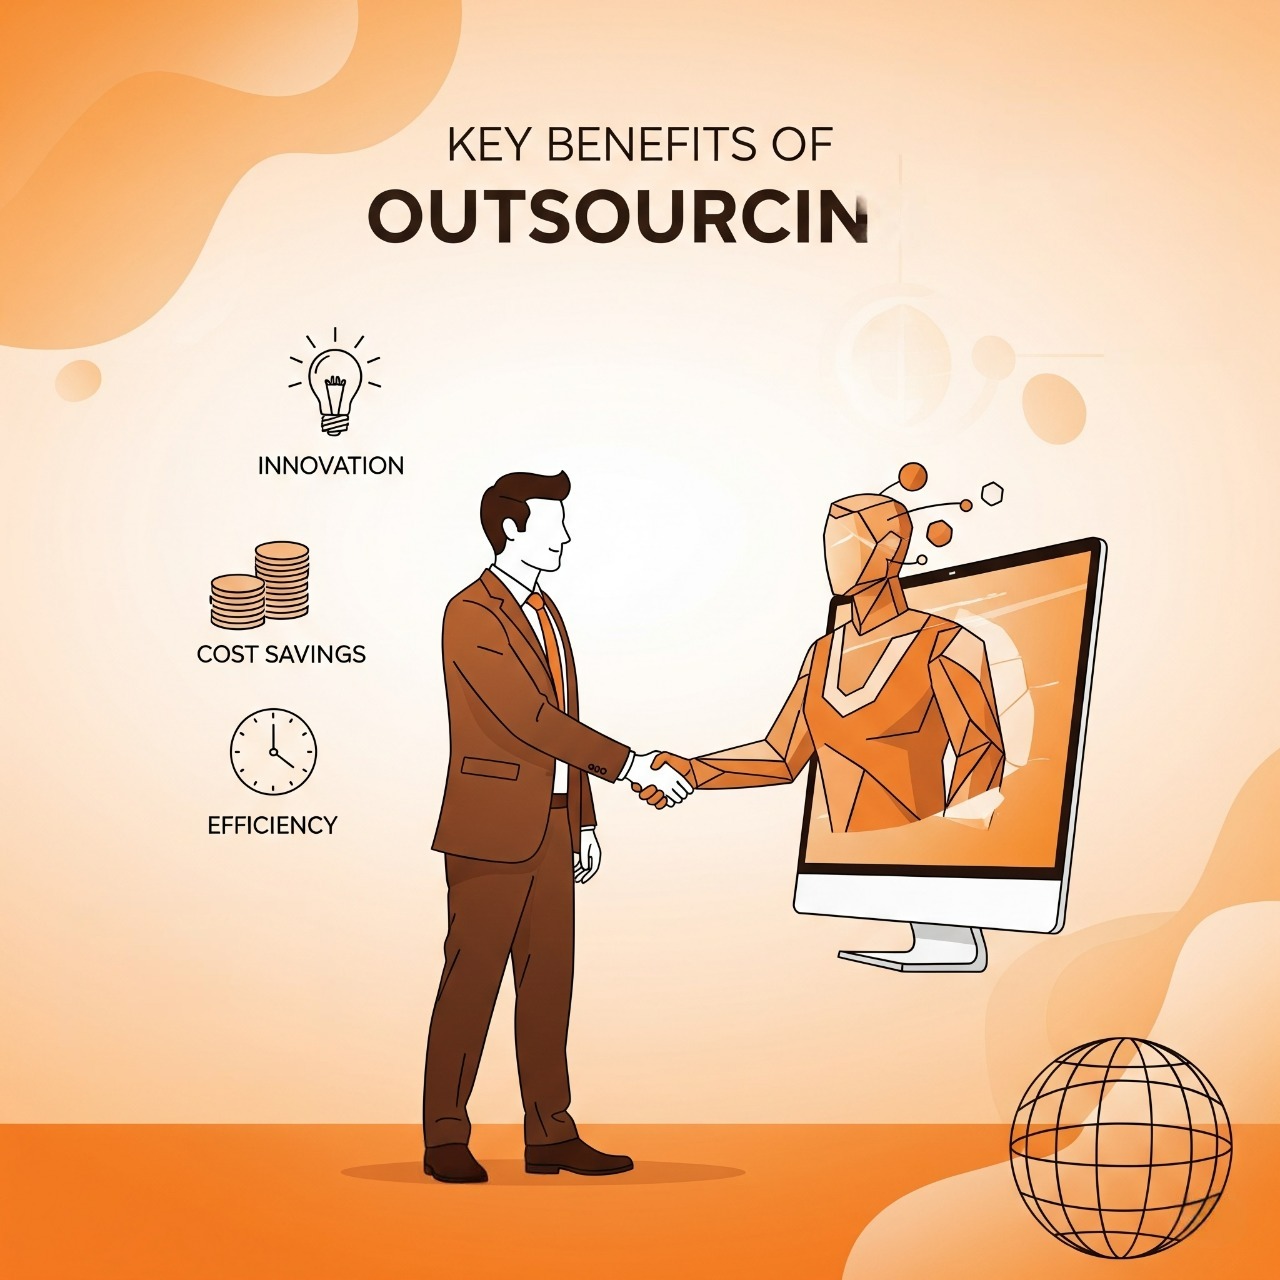 KEY BENEFITS OF
OUTSOURCIN
INNOVATION
COST SAVINGS
EFFICIENCY